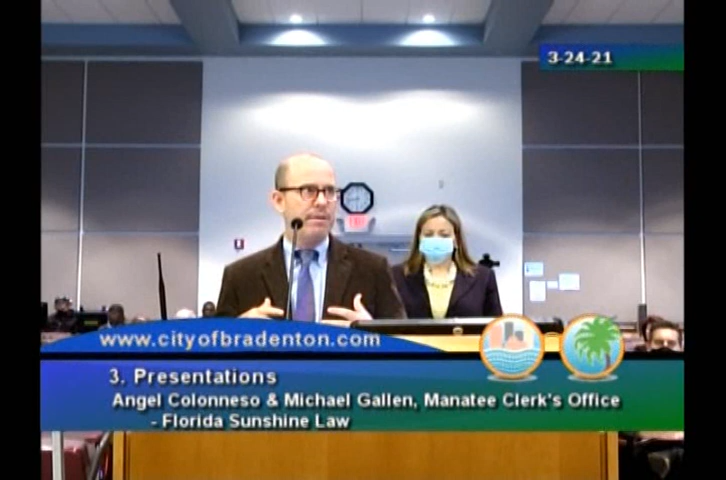 3-24-21
www.cityofbradenton.com
3. Presentations
Angel Colonneso & Michael Gallen, Manatee Clerk's Office
- Florida Sunshine Law